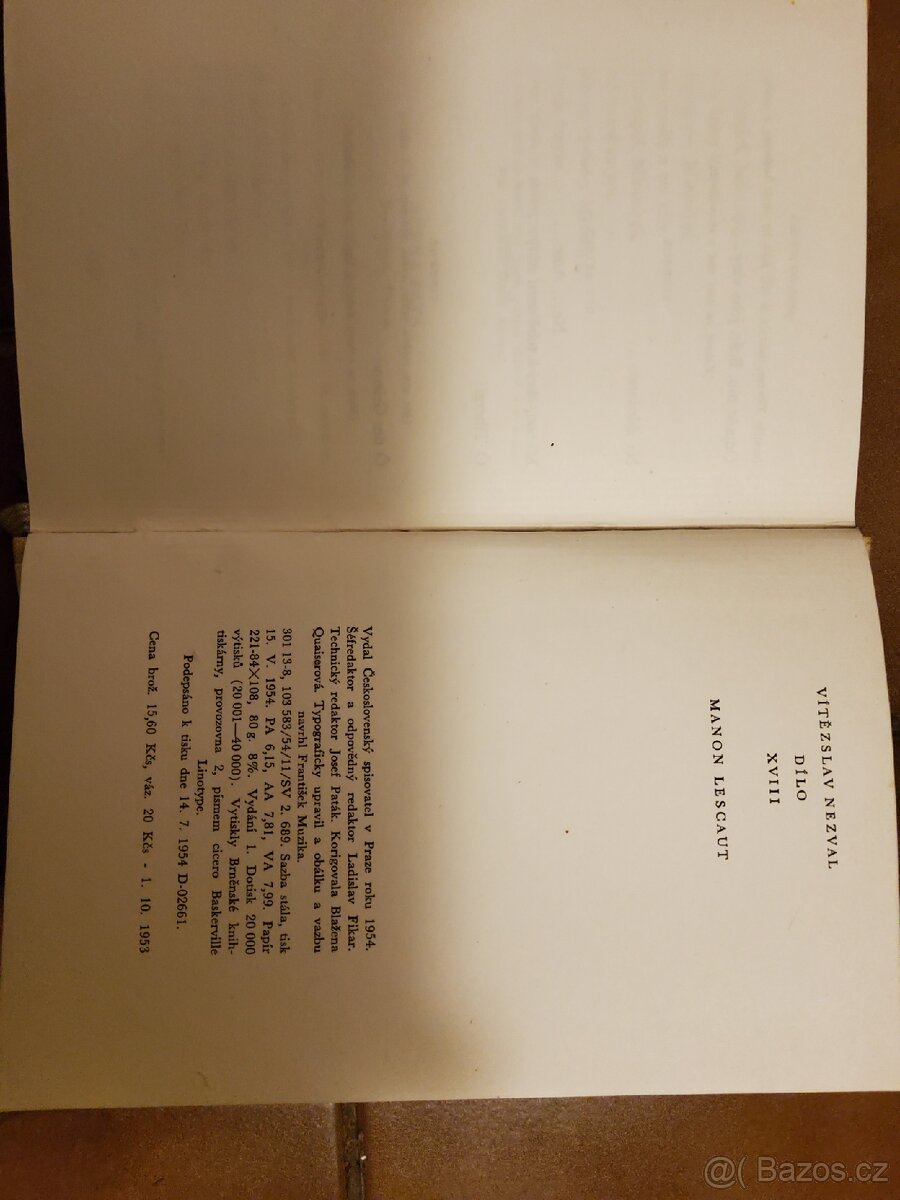 VÍTĚZSLAV NEZVAL
DÍLO
XVIII
MANON LESCAUT
Vydal Československý spisovatel v Praze roku 1954.
Šéfredaktor a odpovědný redaktor Ladislav Fikar.
Technický redaktor Josef Paták. Korigovala Blažena
Quaiserová. Typograficky upravil a obálku a vazbu
navrhl František Muzika.
301 13-8, 103 583/54/11/SV 2. 689. Sazba stála, tisk
15. V. 1954. PA 6,15, AA 7,81, VA 7,99. Papír
221-84×108, 80 g. 8%. Vydání 1. Dotisk 20 000
výtisků (20 001—40 000). Vytiskly Brněnské knih-
tiskárny, provozovna 2, písmem cicero Baskerville
Linotype.
Podepsáno k tisku dne 14. 7. 1954 D-02661.
Cena brož. 15,60 Kčs, váz. 20 Kčs - 1. 10. 1953
@( Bazos.cz